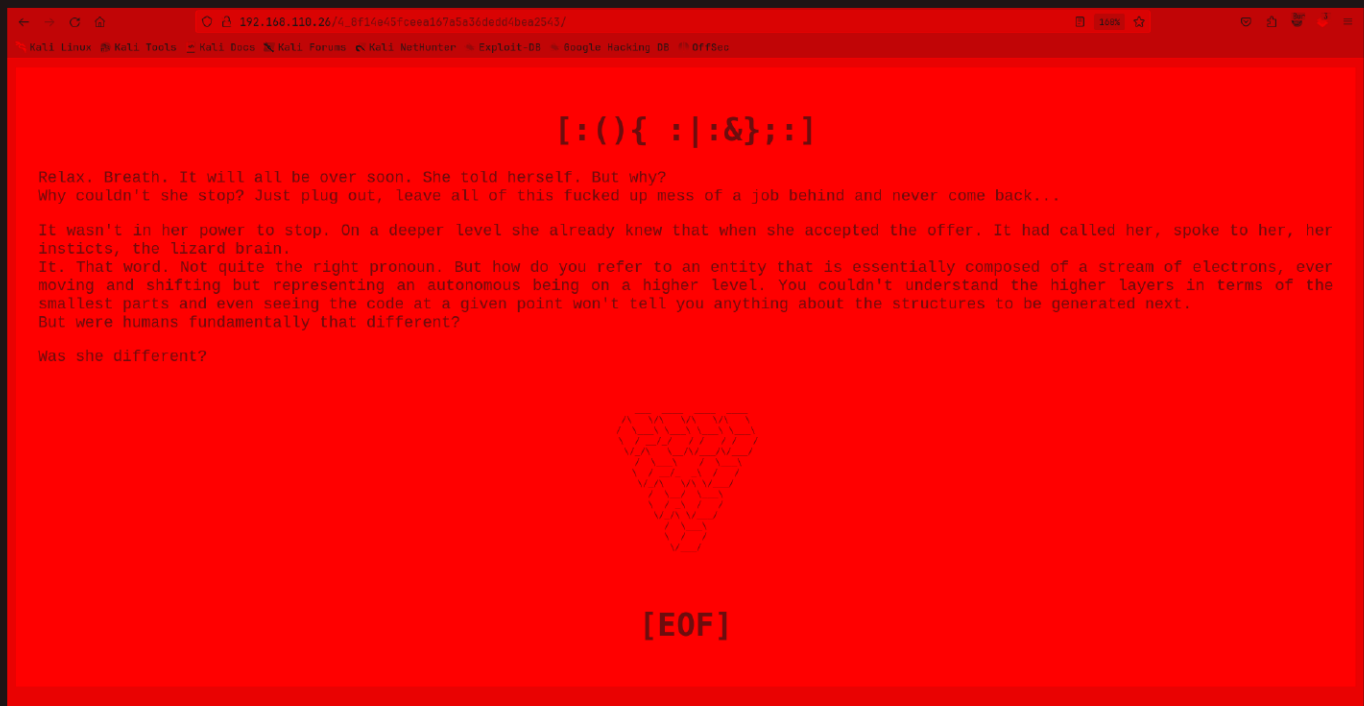 192.168.110.26/4_8f14e45fceea167a5a36dedd4bea2543/
100%
Kali Linux Kali Tools Kali Docs Kali Forums Kali NetHunter Exploit-DB Google Hacking DB OffSec
[:(){ :|:&};:]
Relax. Breath. It will all be over soon. She told herself. But why?
Why couldn't she stop? Just plug out, leave all of this fucked up mess of a job behind and never come back...
It wasn't in her power to stop. On a deeper level she already knew that when she accepted the offer. It had called her, spoke to her, her
insticts, the lizard brain.
It. That word. Not quite the right pronoun. But how do you refer to an entity that is essentially composed of a stream of electrons, ever
moving and shifting but representing an autonomous being on a higher level. You couldn't understand the higher layers in terms of the
smallest parts and even seeing the code at a given point won't tell you anything about the structures to be generated next.
But were humans fundamentally that different?
Was she different?
[EOF]